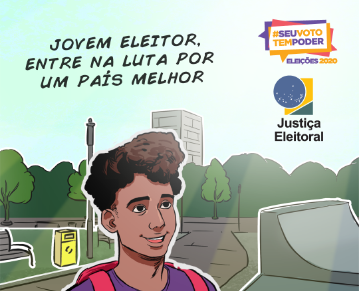 JOVEM ELEITOR,
ENTRE NA LUTA POR
UM PAÍS MELHOR
#SEUVOTO
TEMPODER
ELEIÇÕES 2020
Justiça
Eleitoral